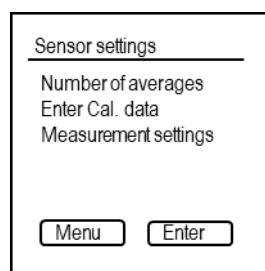 Sensor settings
Number of averages
Enter Cal. data
Measurement settings
Menu Enter